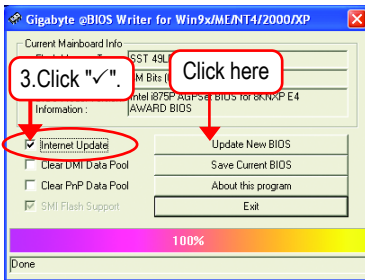 Gigabyte @BIOS Writer for Win9x/ME/NT4/2000/XP
Current Mainboard Info
SST 49L
3.Click "✓".
Click here
M Bits
Intel i875P AGPSet BIOS for 8KNXP E4
Information :
AWARD BIOS
Internet Update
Update New BIOS
Clear DMI Data Pool
Save Current BIOS
Clear PnP Data Pool
About this program
SMI Flash Support
Exit
100%
Done